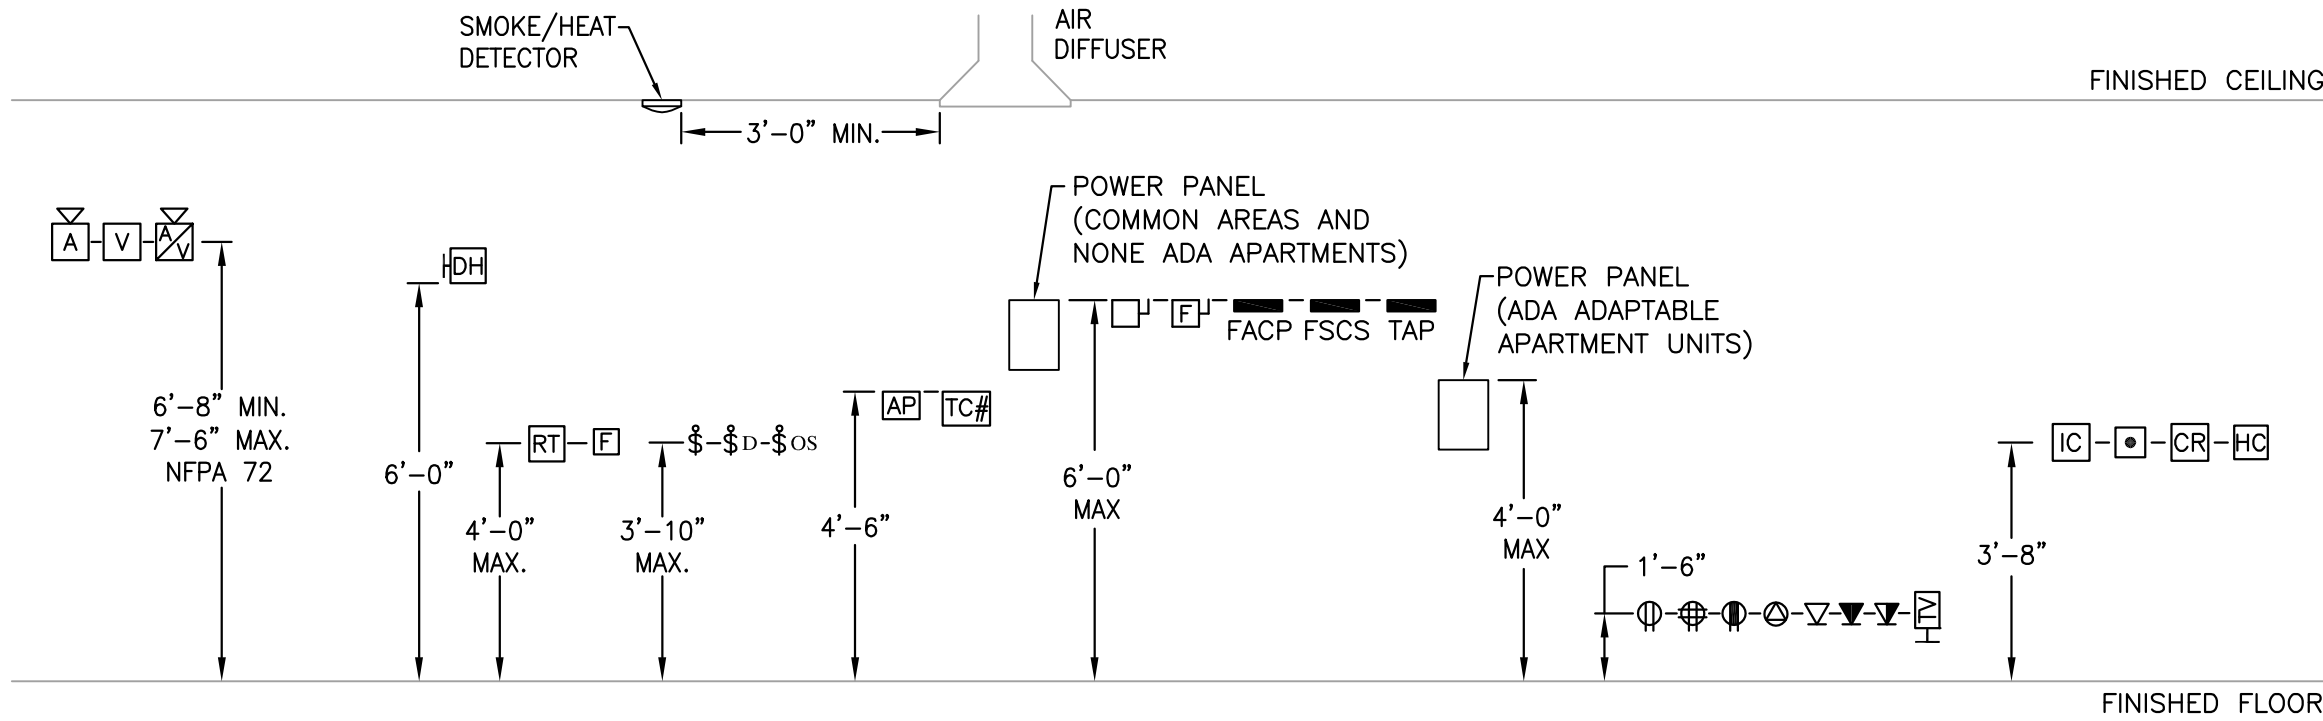 SMOKE/HEAT
DETECTOR
AIR
DIFFUSER
FINISHED CEILING
3'-0" MIN.
POWER PANEL
(COMMON AREAS AND
NONE ADA APARTMENTS)
A V A V
DH
POWER PANEL
(ADA ADAPTABLE
APARTMENT UNITS)
F
FACP FSCS TAP
6'-8" MIN.
7'-6" MAX.
NFPA 72
6'-0"
RT F
4'-0"
MAX.
$-$D-$OS
3'-10"
MAX.
AP TC#
4'-6"
6'-0"
MAX
4'-0"
MAX
1'-6"
TV
IC CR HC
3'-8"
FINISHED FLOOR